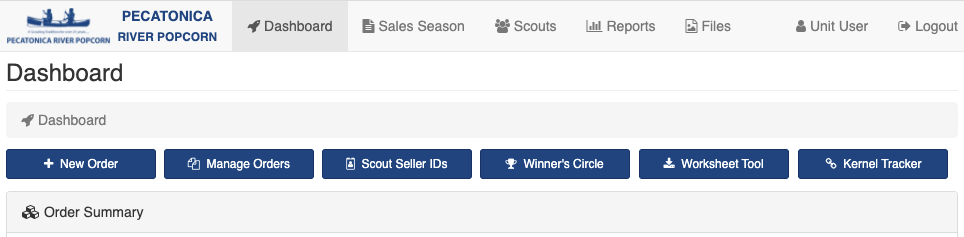 PECATONICA RIVER POPCORN
PECATONICA
RIVER POPCORN
Dashboard
Sales Season
Scouts
Reports
Files
Unit User
Logout
Dashboard
Dashboard
New Order
Manage Orders
Scout Seller IDs
Winner's Circle
Worksheet Tool
Kernel Tracker
Order Summary